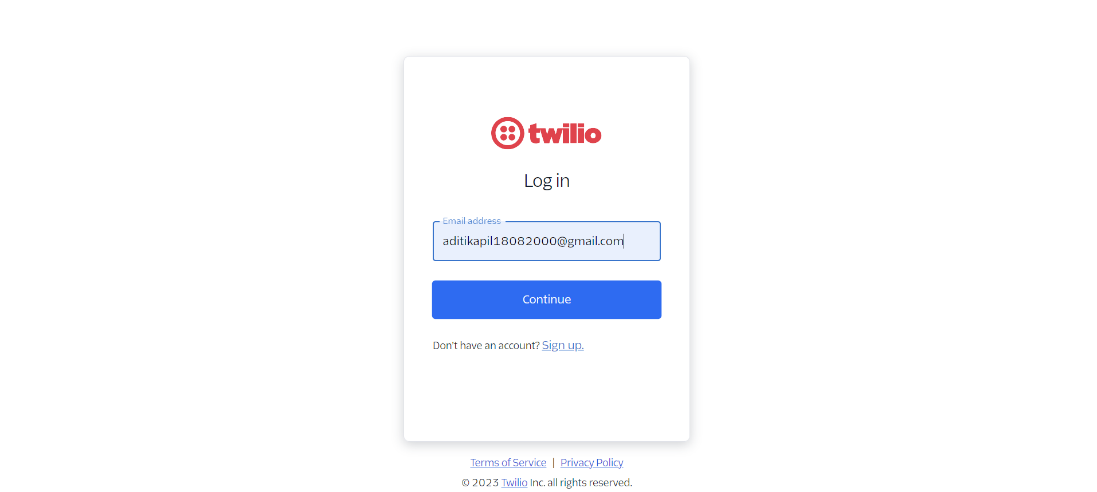 twilio
Log in
Email address
aditikapil18082000@gmail.com
Continue
Don't have an account? Sign up.
Terms of Service | Privacy Policy
© 2023 Twilio Inc. all rights reserved.